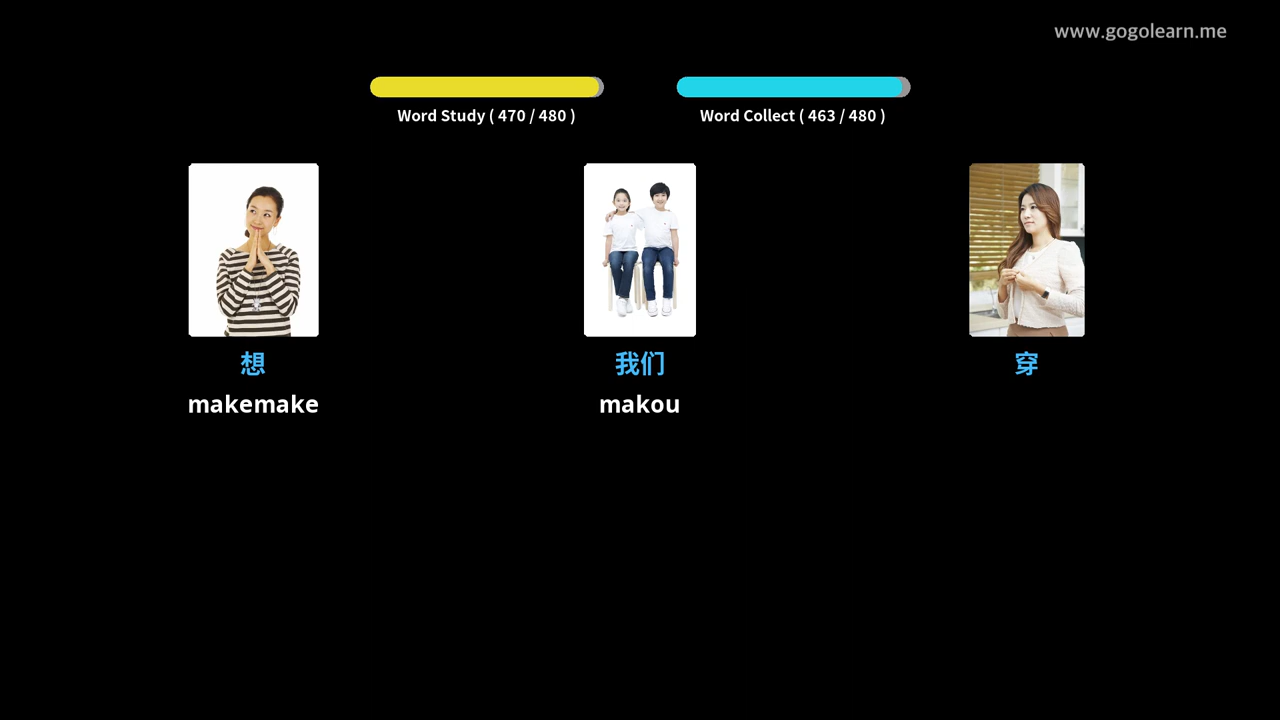 www.gogolearn.me
Word Study ( 470 / 480 )
Word Collect ( 463 / 480 )
想
我们
穿
makemake
makou